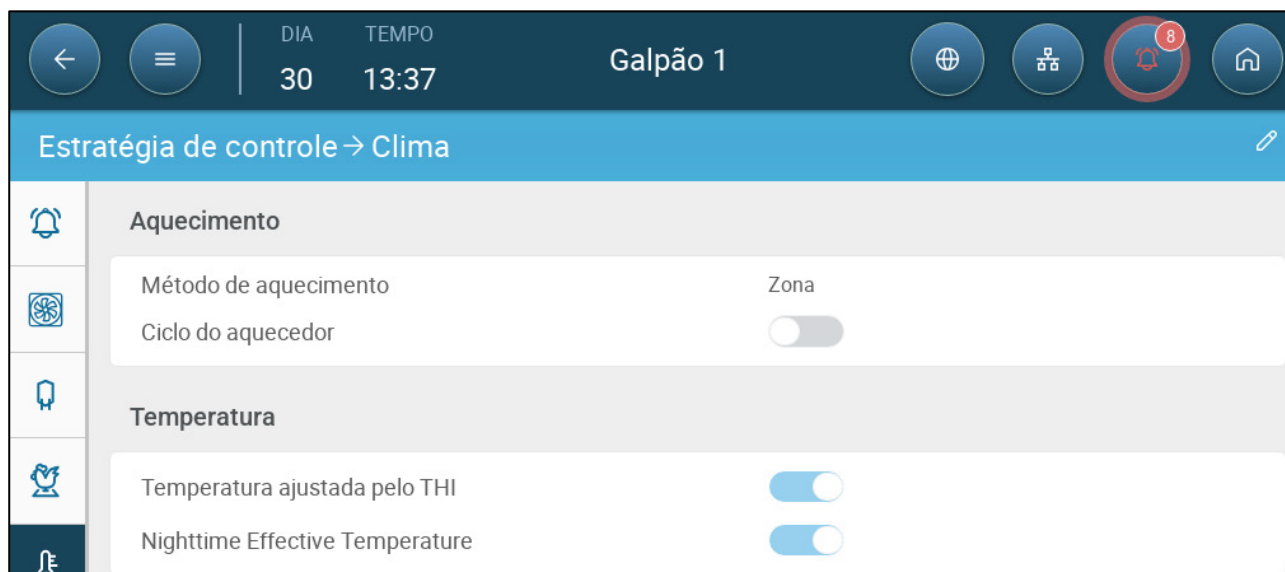 DIA TEMPO
30 13:37
Galpão 1
8
Estratégia de controle → Clima
Aquecimento
Método de aquecimento Zona
Ciclo do aquecedor
Temperatura
Temperatura ajustada pelo THI
Nighttime Effective Temperature